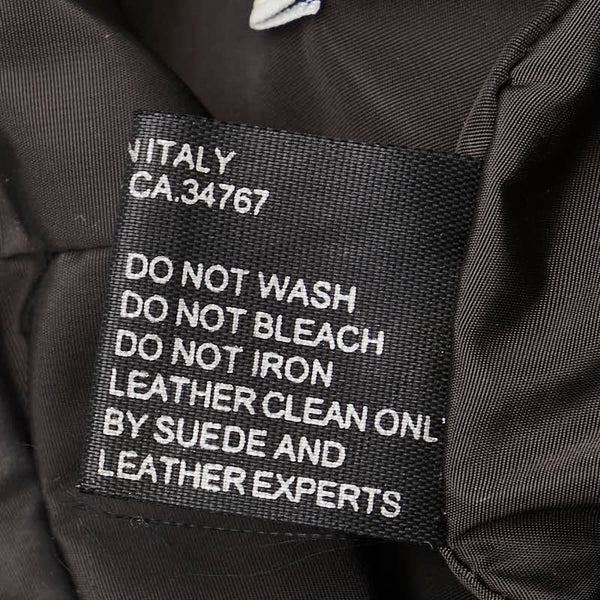 ITALY
CA.34767
DO NOT WASH
DO NOT BLEACH
DO NOT IRON
LEATHER CLEAN ONL
BY SUEDE AND
LEATHER EXPERTS